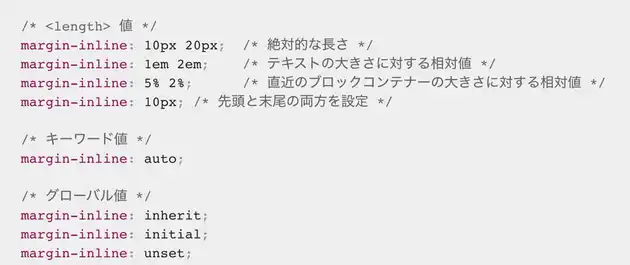 /* <length> 値 */
margin-inline: 10px 20px;  /* 絶対的な長さ */
margin-inline: 1em 2em;    /* テキストの大きさに対する相対値 */
margin-inline: 5% 2%;      /* 直近のブロックコンテナーの大きさに対する相対値 */
margin-inline: 10px; /* 先頭と末尾の両方を設定 */
/* キーワード値 */
margin-inline: auto;
/* グローバル値 */
margin-inline: inherit;
margin-inline: initial;
margin-inline: unset;